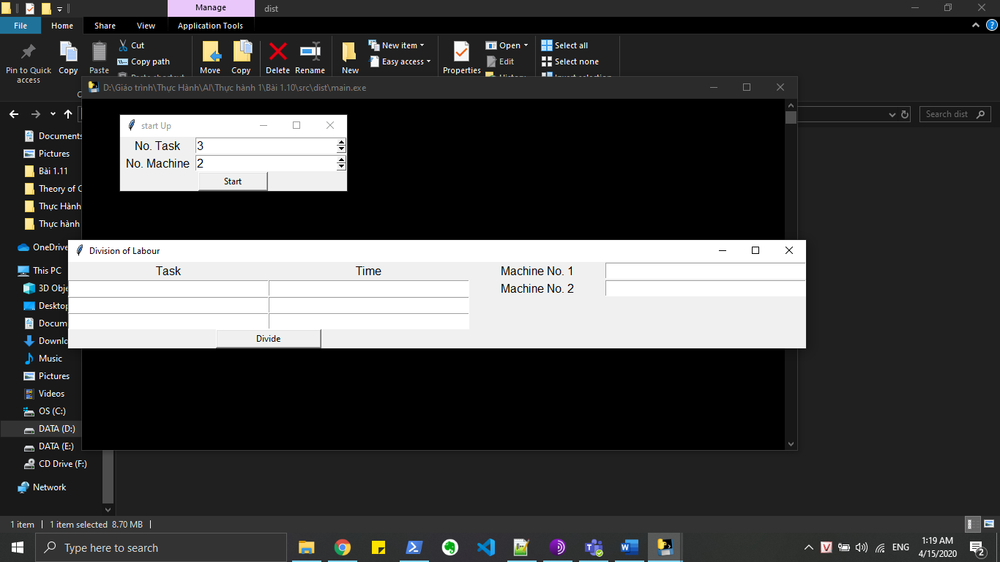 Manage
dist
File
Home
Share
View
Application Tools
Pin to Quick access
Copy
Paste
Cut
Copy path
Paste shortcut
Move
Copy
Delete
Rename
New
New item
Easy access
Properties
Open
Edit
History
Select all
Select none
Invert selection
D:\Giáo trình\Thực Hành\AI\Thực hành 1\Bài 1.10\src\dist\main.exe
Search dist
start Up
No. Task 3
No. Machine 2
Start
Documents
Pictures
Bài 1.11
Theory of
Thực Hành
Thực hành
OneDrive
This PC
3D Obje
Desktop
Docum
Downlo
Music
Pictures
Videos
OS (C:)
DATA (D:)
DATA (E:)
CD Drive (F:)
Network
Division of Labour
Task Time Machine No. 1
Machine No. 2
Divide
1 item
1 item selected 8.70 MB
Type here to search
ENG
1:19 AM
4/15/2020
2